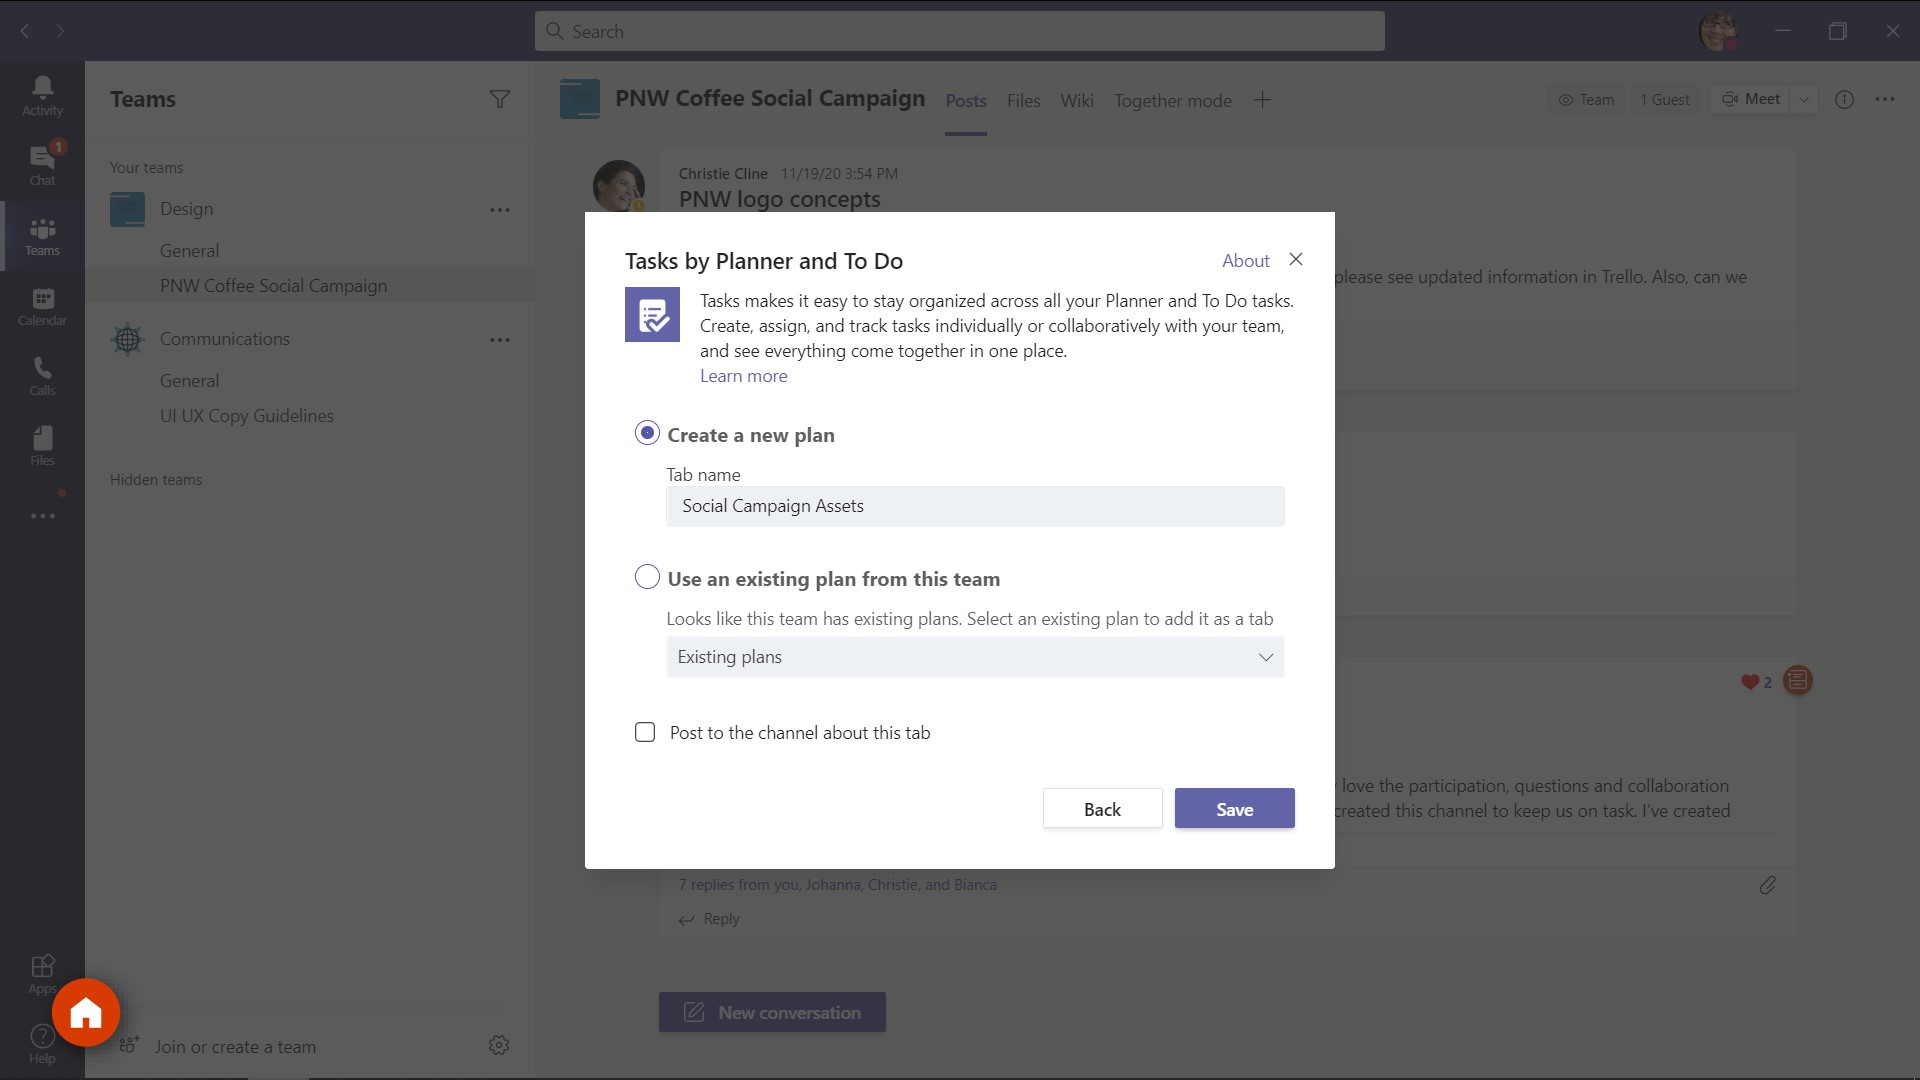 Search
Activity
1
Chat
Teams
Calendar
Calls
Files
Apps
Help
Teams
Your teams
Design
General
PNW Coffee Social Campaign
Communications
General
UI UX Copy Guidelines
Hidden teams
Join or create a team
PNW Coffee Social Campaign
Posts
Files
Wiki
Together mode
Team
1 Guest
Meet
Christie Cline 11/19/20 3:54 PM
PNW logo concepts
please see updated information in Trello. Also, can we
Tasks by Planner and To Do
About
Tasks makes it easy to stay organized across all your Planner and To Do tasks.
Create, assign, and track tasks individually or collaboratively with your team,
and see everything come together in one place.
Learn more
Create a new plan
Tab name
Social Campaign Assets
Use an existing plan from this team
Looks like this team has existing plans. Select an existing plan to add it as a tab
Existing plans
Post to the channel about this tab
Back
Save
2
love the participation, questions and collaboration
created this channel to keep us on task. I've created
7 replies from you, Johanna, Christie, and Bianca
Reply
New conversation